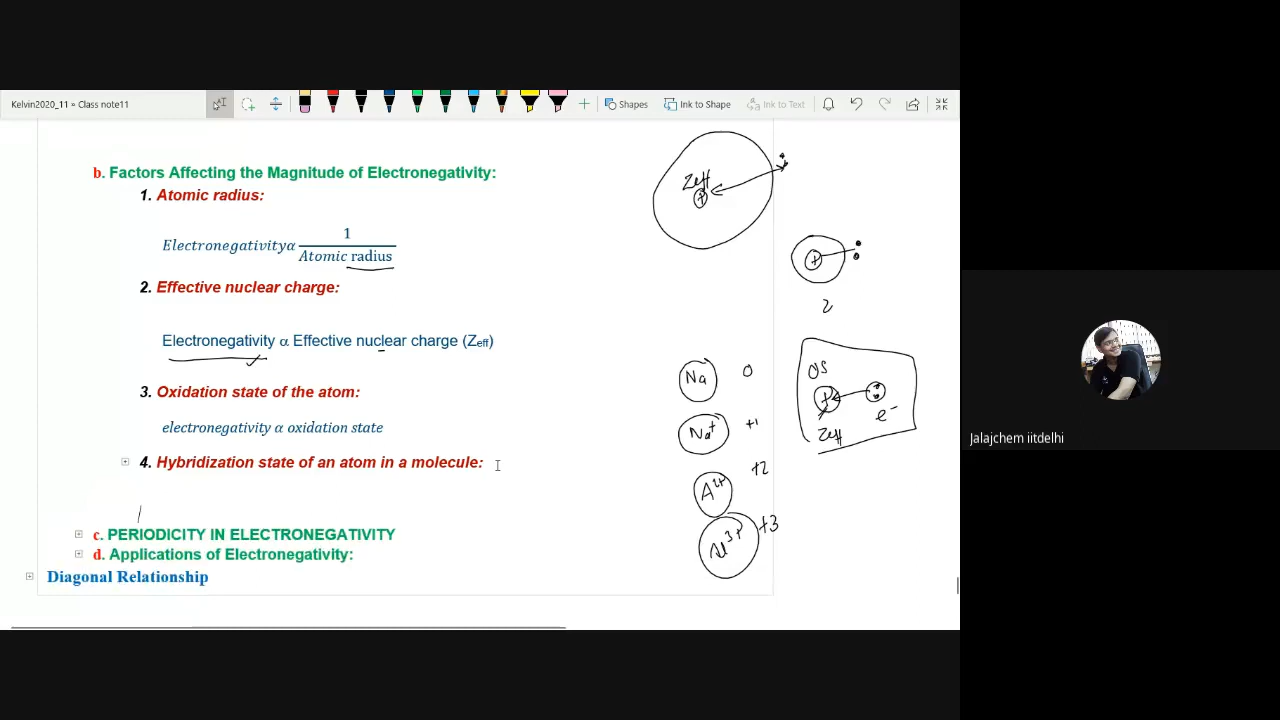 Kelvin2020_11 » Class note11
Shapes
Ink to Shape
Ink to Text
b. Factors Affecting the Magnitude of Electronegativity:
1. Atomic radius:
Electronegativity α 1 / Atomic radius
2. Effective nuclear charge:
Electronegativity α Effective nuclear charge (Zeff)
3. Oxidation state of the atom:
electronegativity α oxidation state
4. Hybridization state of an atom in a molecule:
c. PERIODICITY IN ELECTRONEGATIVITY
d. Applications of Electronegativity:
Diagonal Relationship
Zeff
+
+
2
Na 0
Na+ +1
A2+ +2
3+ +3
OS
+
e-
Zeff
Jalajchem iitdelhi